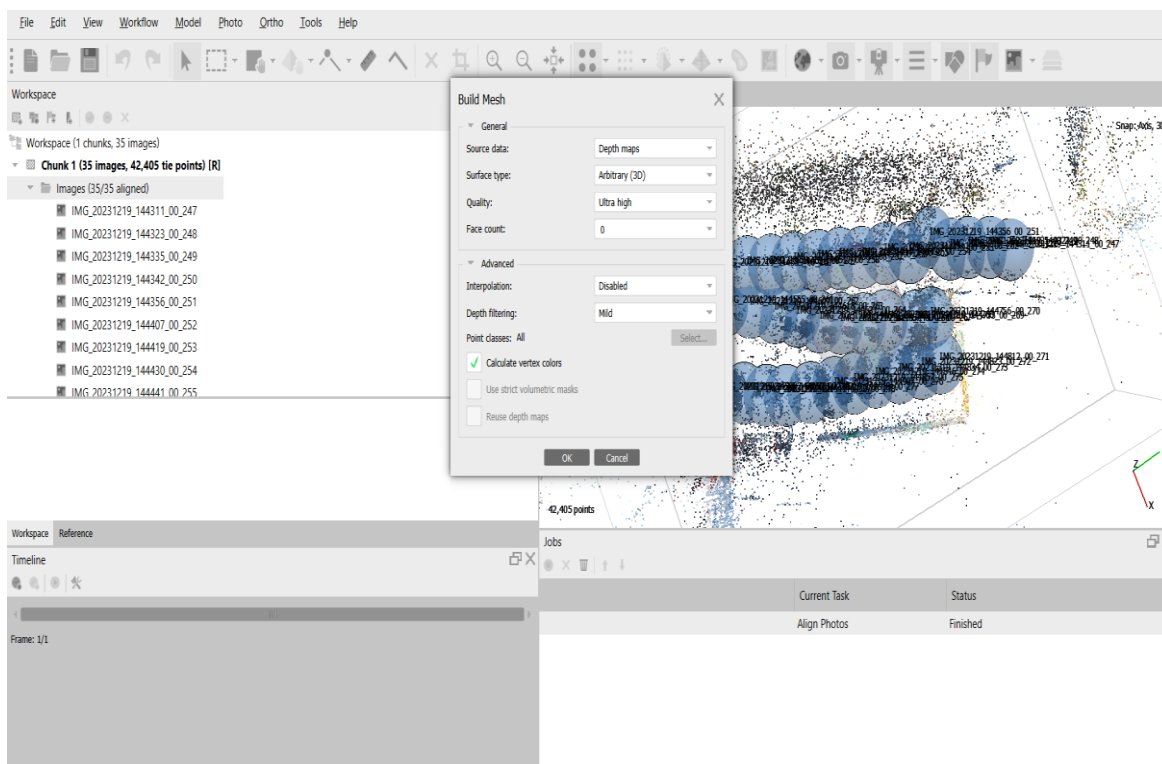 File Edit View Workflow Model Photo Ortho Tools Help
Workspace
Workspace (1 chunks, 35 images)
Chunk 1 (35 images, 42,405 tie points) [R]
Images (35/35 aligned)
IMG_20231219_144311_00_247
IMG_20231219_144323_00_248
IMG_20231219_144335_00_249
IMG_20231219_144342_00_250
IMG_20231219_144356_00_251
IMG_20231219_144407_00_252
IMG_20231219_144419_00_253
IMG_20231219_144430_00_254
IMG_20231219_144441_00_255
Workspace Reference
Timeline
Frame: 1/1
Build Mesh
General
Source data: Depth maps
Surface type: Arbitrary (3D)
Quality: Ultra high
Face count: 0
Advanced
Interpolation: Disabled
Depth filtering: Mild
Point classes: All Select...
Calculate vertex colors
Use strict volumetric masks
Reuse depth maps
OK Cancel
Snap: Axis, 3D
IMG_20231219_144356_00_251
42,405 points
Z
X
Jobs
Current Task Status
Align Photos Finished